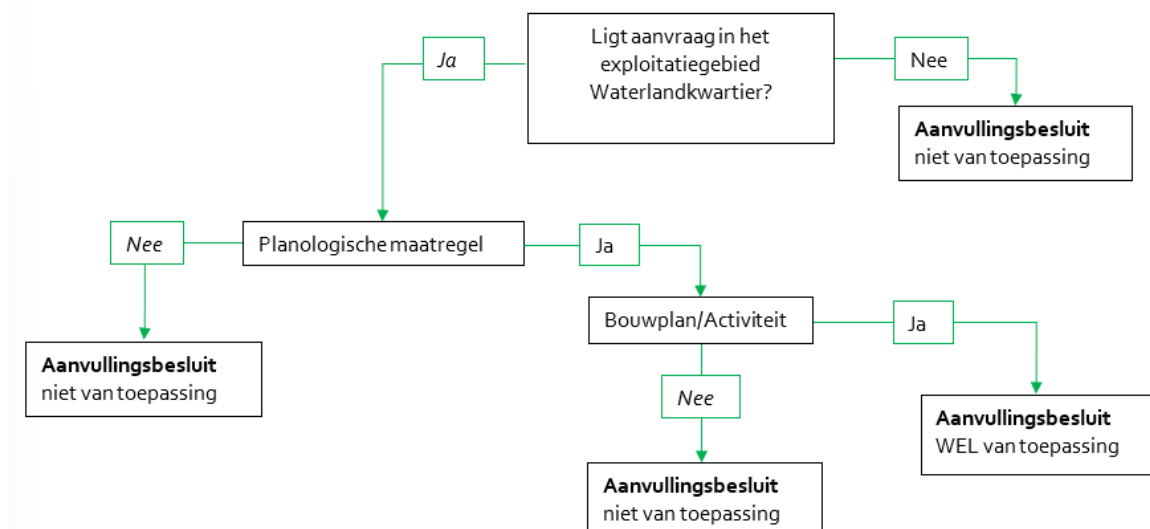 Ligt aanvraag in het
exploitatiegebied
Waterlandkwartier?
Ja
Nee
Aanvullingsbesluit
niet van toepassing
Nee
Planologische maatregel
Ja
Bouwplan/Activiteit
Ja
Aanvullingsbesluit
niet van toepassing
Nee
Aanvullingsbesluit
WEL van toepassing
Aanvullingsbesluit
niet van toepassing